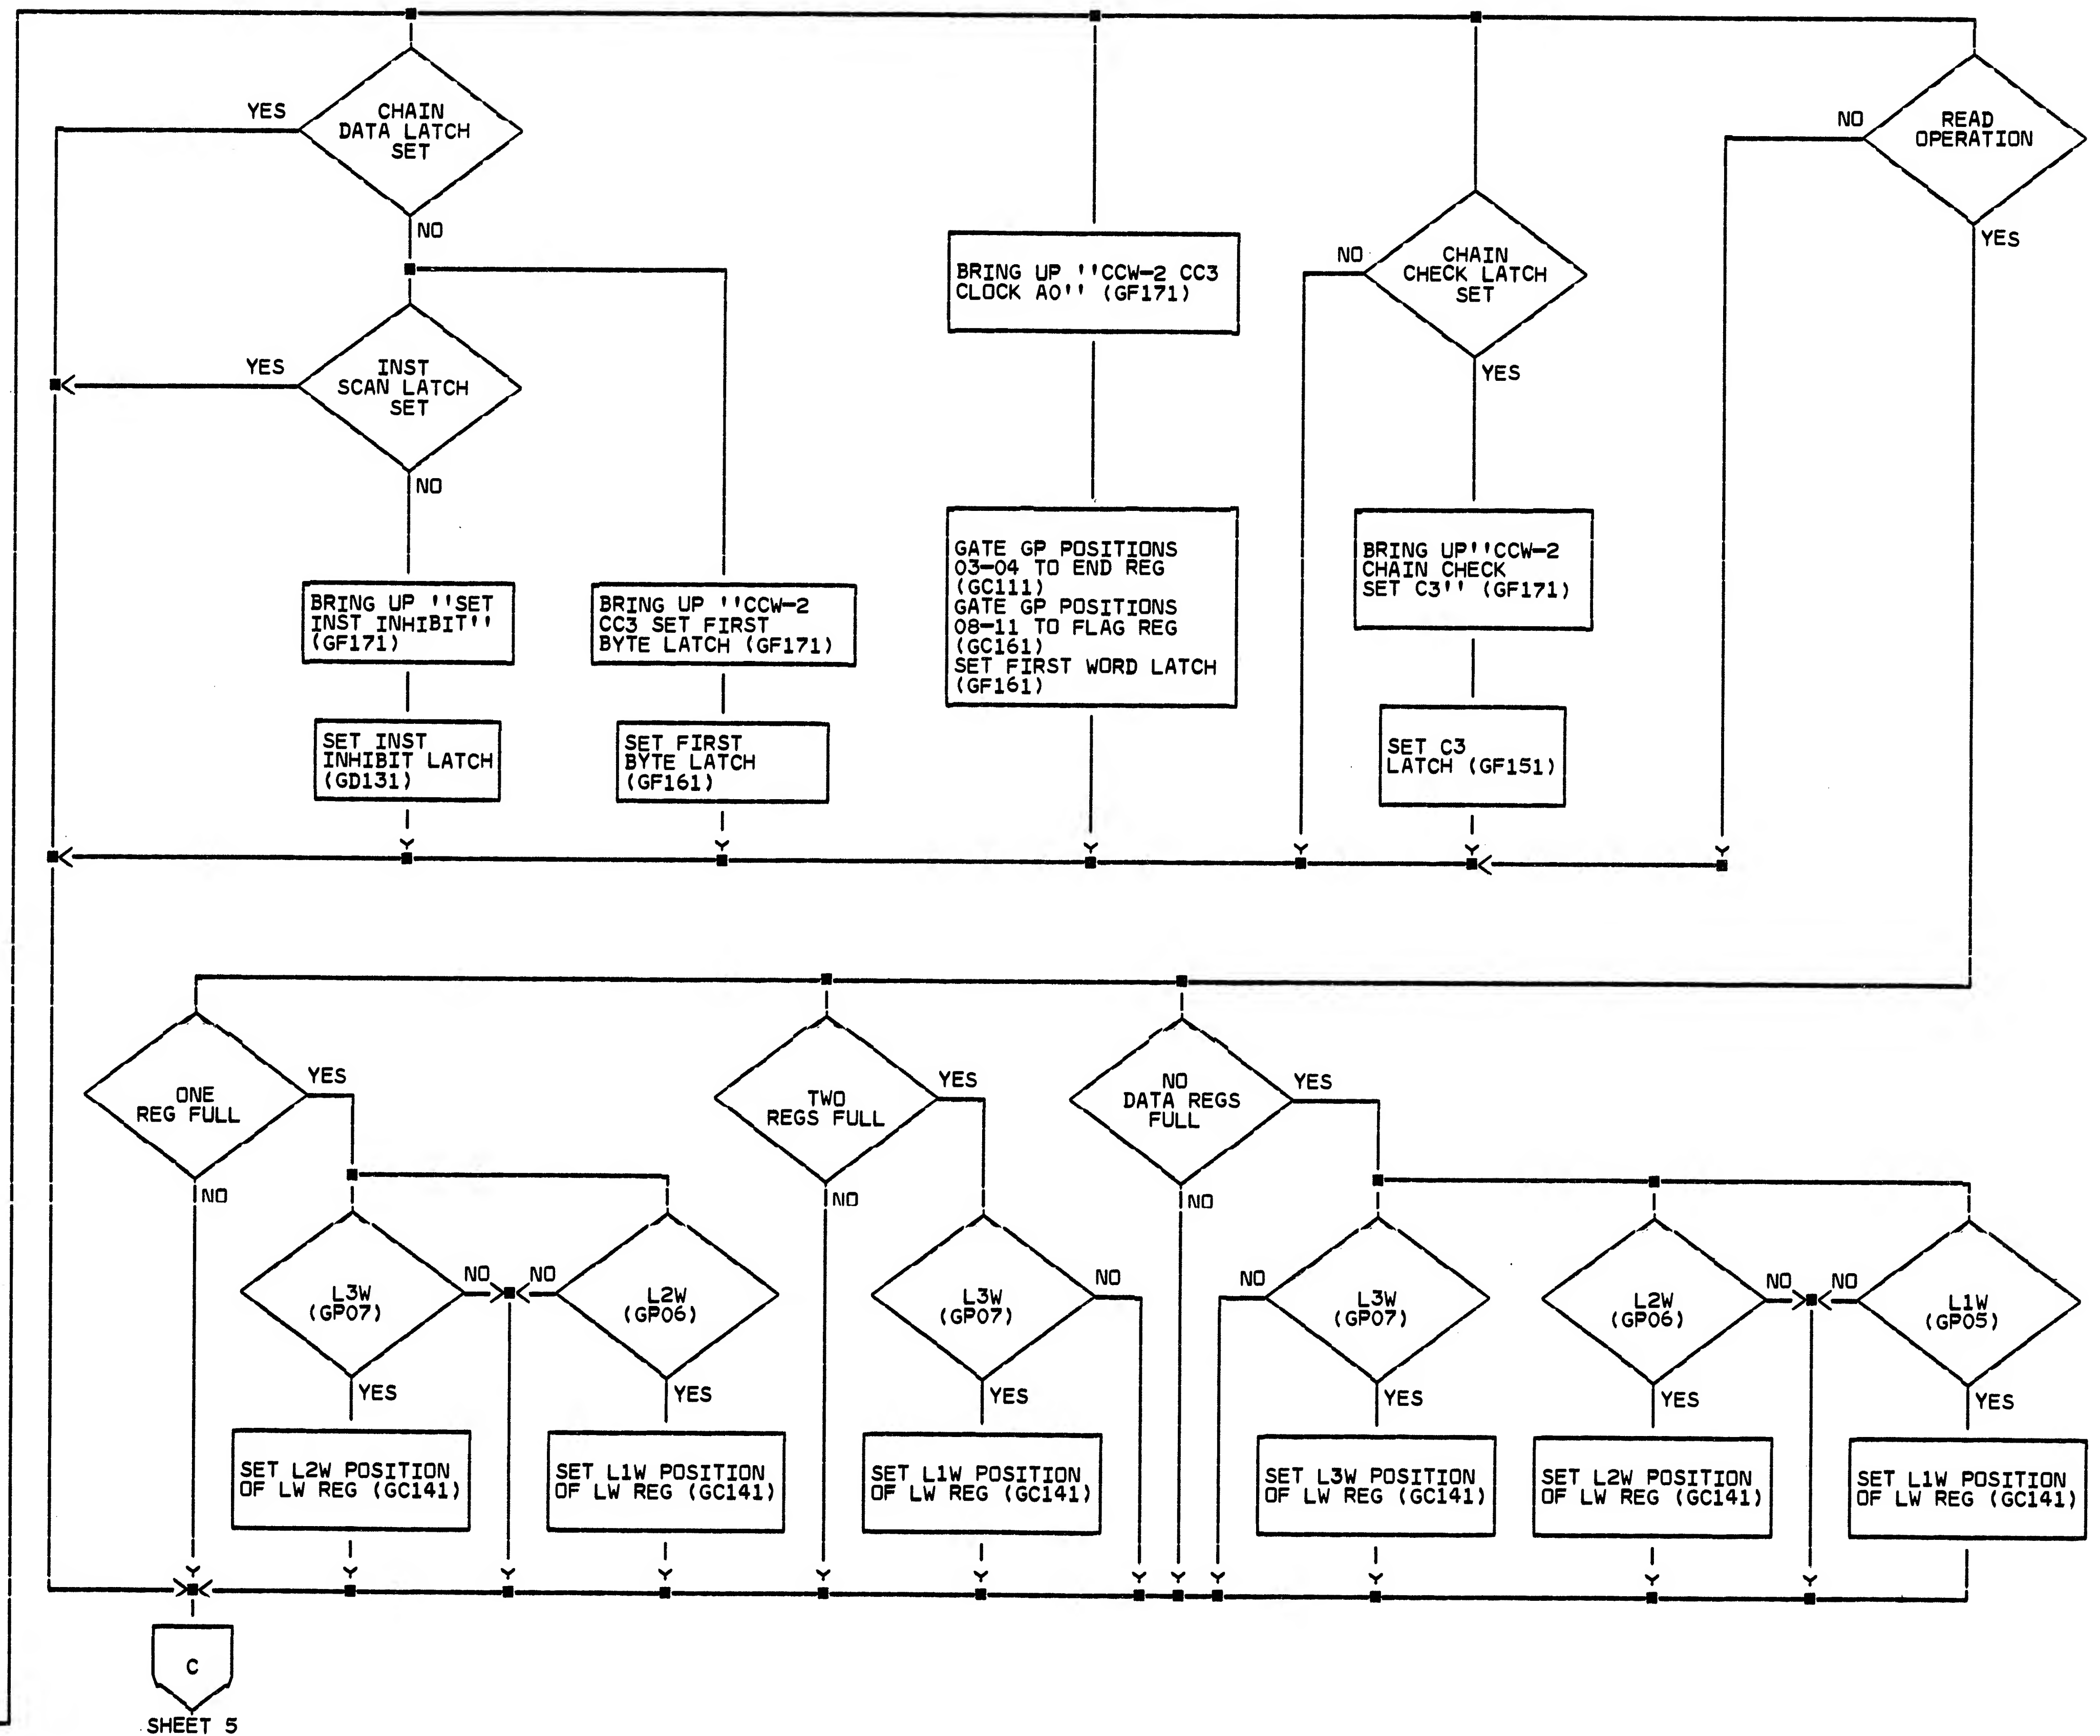 YES
CHAIN
DATA LATCH
SET
NO
YES
INST
SCAN LATCH
SET
NO
BRING UP ''SET
INST INHIBIT''
(GF171)
SET INST
INHIBIT LATCH
(GD131)
BRING UP ''CCW-2
CC3 SET FIRST
BYTE LATCH (GF171)
SET FIRST
BYTE LATCH
(GF161)
BRING UP ''CCW-2 CC3
CLOCK AO'' (GF171)
GATE GP POSITIONS
03-04 TO END REG
(GC111)
GATE GP POSITIONS
08-11 TO FLAG REG
(GC161)
SET FIRST WORD LATCH
(GF161)
NO
CHAIN
CHECK LATCH
SET
YES
BRING UP''CCW-2
CHAIN CHECK
SET C3'' (GF171)
SET C3
LATCH (GF151)
NO
READ
OPERATION
YES
ONE
REG FULL
YES
NO
L3W
(GP07)
NO
YES
SET L2W POSITION
OF LW REG (GC141)
NO
L2W
(GP06)
YES
SET L1W POSITION
OF LW REG (GC141)
TWO
REGS FULL
YES
NO
L3W
(GP07)
NO
YES
SET L1W POSITION
OF LW REG (GC141)
NO
DATA REGS
FULL
YES
NO
NO
L3W
(GP07)
YES
SET L3W POSITION
OF LW REG (GC141)
L2W
(GP06)
NO
YES
SET L2W POSITION
OF LW REG (GC141)
NO
L1W
(GP05)
YES
SET L1W POSITION
OF LW REG (GC141)
C
SHEET 5